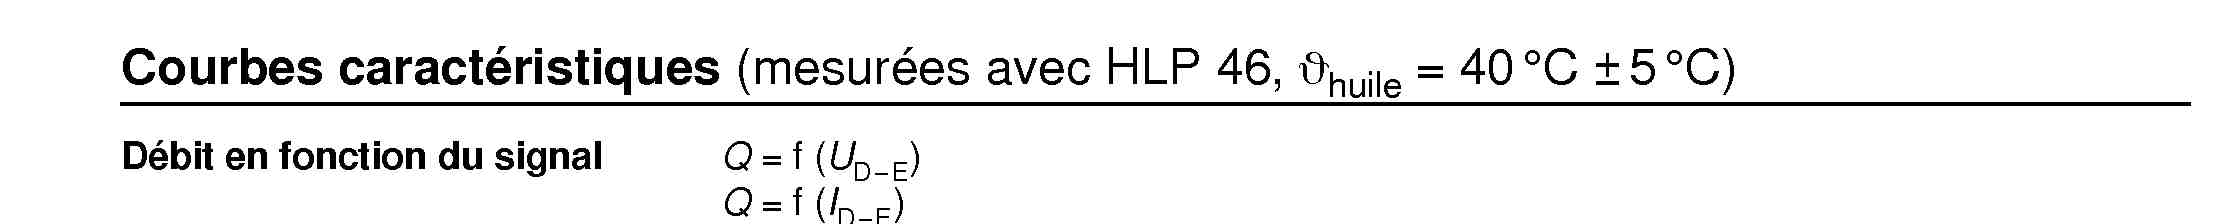 Courbes caractéristiques (mesurées avec HLP 46, ϑhuile = 40 °C ± 5 °C)
Débit en fonction du signal Q = f (UD−E)
Q = f (ID−E)